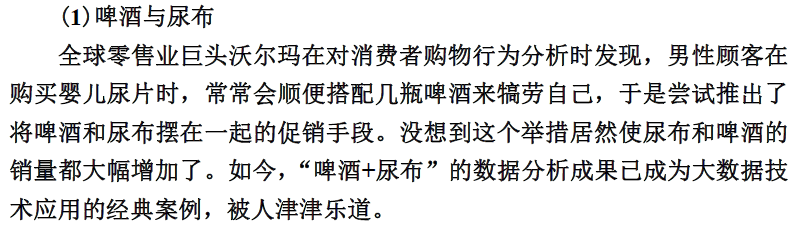 (1)啤酒与尿布
全球零售业巨头沃尔玛在对消费者购物行为分析时发现，男性顾客在
购买婴儿尿片时，常常会顺便搭配几瓶啤酒来犒劳自己，于是尝试推出了
将啤酒和尿布摆在一起的促销手段。没想到这个举措居然使尿布和啤酒的
销量都大幅增加了。如今，“啤酒+尿布”的数据分析成果已成为大数据技
术应用的经典案例，被人津津乐道。